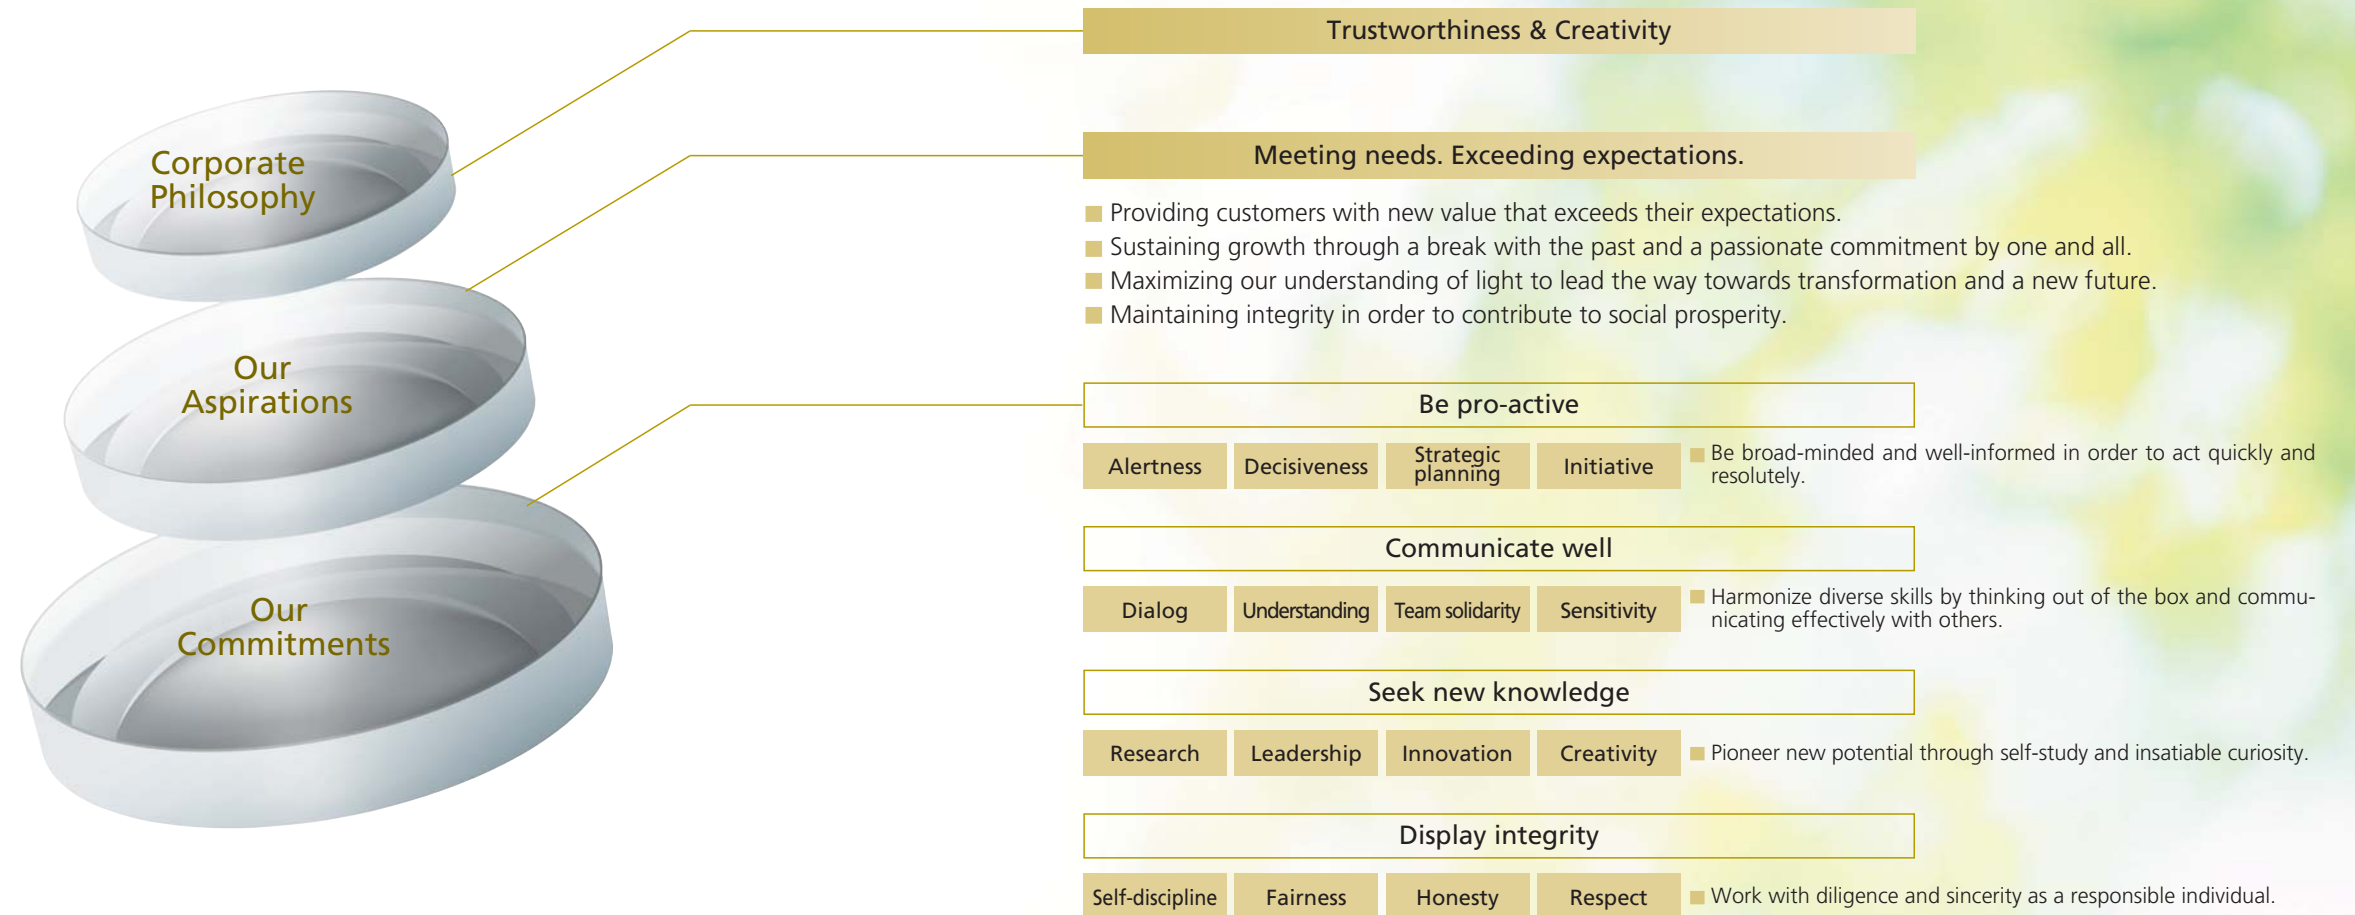 Corporate
Philosophy
Trustworthiness & Creativity
Our
Aspirations
Meeting needs. Exceeding expectations.
Providing customers with new value that exceeds their expectations.
Sustaining growth through a break with the past and a passionate commitment by one and all.
Maximizing our understanding of light to lead the way towards transformation and a new future.
Maintaining integrity in order to contribute to social prosperity.
Our
Commitments
Be pro-active
Alertness
Decisiveness
Strategic
planning
Initiative
Be broad-minded and well-informed in order to act quickly and
resolutely.
Communicate well
Dialog
Understanding
Team solidarity
Sensitivity
Harmonize diverse skills by thinking out of the box and commu-
nicating effectively with others.
Seek new knowledge
Research
Leadership
Innovation
Creativity
Pioneer new potential through self-study and insatiable curiosity.
Display integrity
Self-discipline
Fairness
Honesty
Respect
Work with diligence and sincerity as a responsible individual.